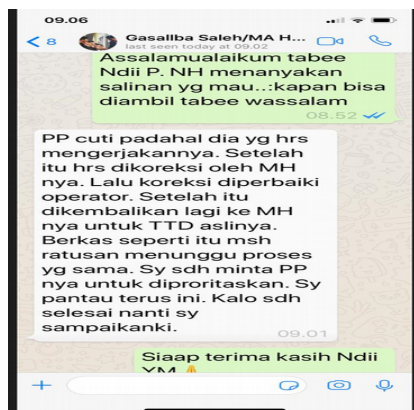 09.06
8
Gasallba Saleh/MA H...
last seen today at 09.02
Assalamualaikum tabee
Ndii P. NH menanyakan
salinan yg mau..:kapan bisa
diambil tabee wassalam
08.52
PP cuti padahal dia yg hrs
mengerjakannya. Setelah
itu hrs dikoreksi oleh MH
nya. Lalu koreksi diperbaiki
operator. Setelah itu
dikembalikan lagi ke MH
nya untuk TTD aslinya.
Berkas seperti itu msh
ratusan menunggu proses
yg sama. Sy sdh minta PP
nya untuk diproritaskan. Sy
pantau terus ini. Kalo sdh
selesai nanti sy
sampaikanki.
09.01
Siaap terima kasih Ndii
YM